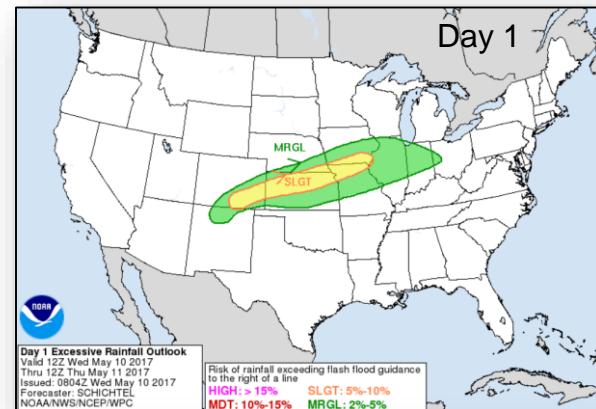 Day 1
MRGL
SLGT
NOAA
Day 1 Excessive Rainfall Outlook
Valid 12Z Wed May 10 2017
Thru 12Z Thu May 11 2017
Issued: 0804Z Wed May 10 2017
Forecaster: SCHICHTEL
NOAA/NWS/NCEP/WPC
Risk of rainfall exceeding flash flood guidance
to the right of a line
HIGH: > 15% SLGT: 5%-10%
MDT: 10%-15% MRGL: 2%-5%